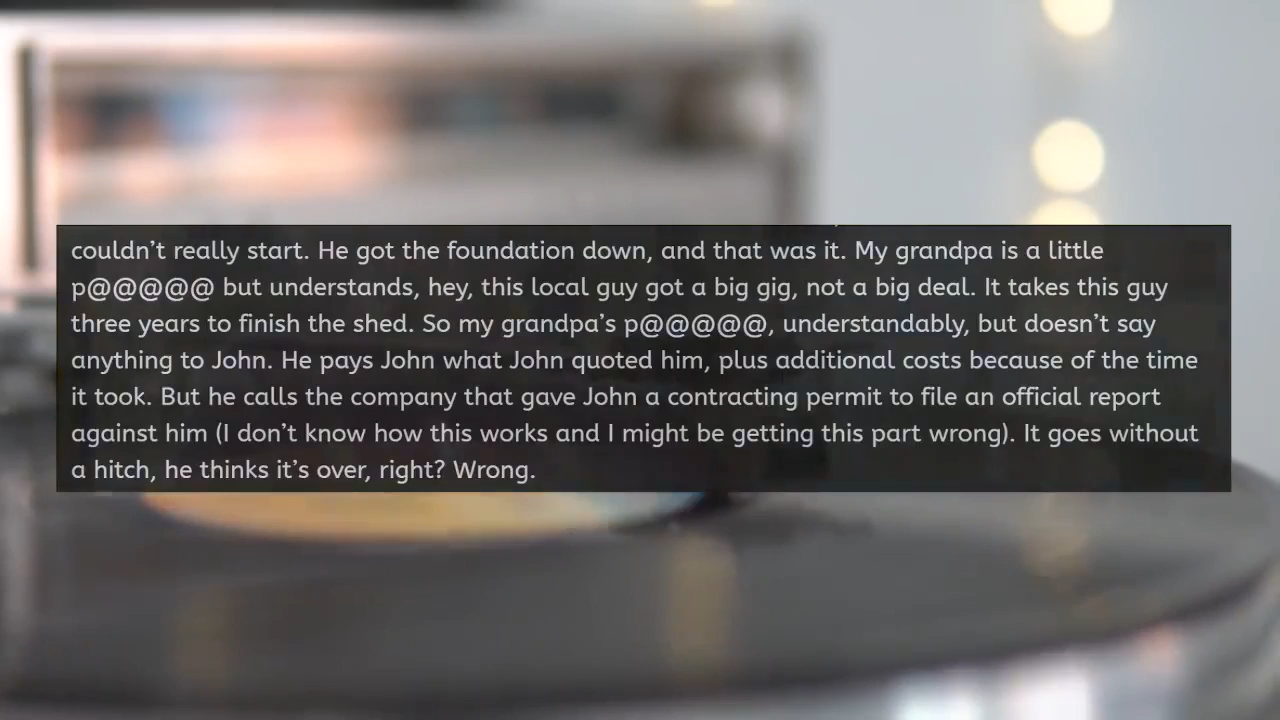 couldn’t really start. He got the foundation down, and that was it. My grandpa is a little
p@@@@@ but understands, hey, this local guy got a big gig, not a big deal. It takes this guy
three years to finish the shed. So my grandpa’s p@@@@@, understandably, but doesn’t say
anything to John. He pays John what John quoted him, plus additional costs because of the time
it took. But he calls the company that gave John a contracting permit to file an official report
against him (I don’t know how this works and I might be getting this part wrong). It goes without
a hitch, he thinks it’s over, right? Wrong.